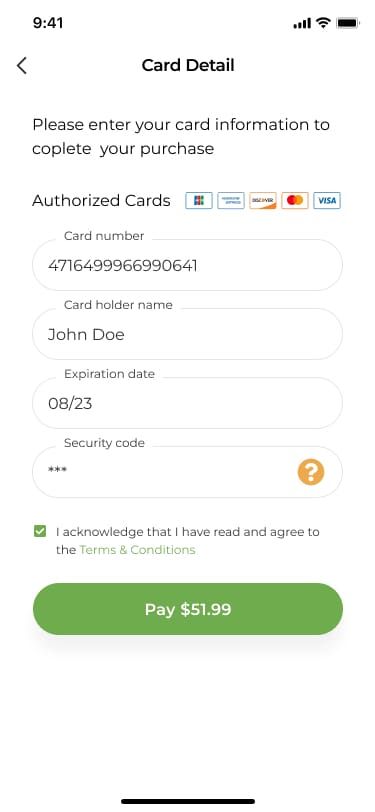 9:41
Card Detail
Please enter your card information to
coplete your purchase
Authorized Cards
DISCOVER
VISA
Card number
4716499966990641
Card holder name
John Doe
Expiration date
08/23
Security code
***
?
I acknowledge that I have read and agree to
the Terms & Conditions
Pay $51.99